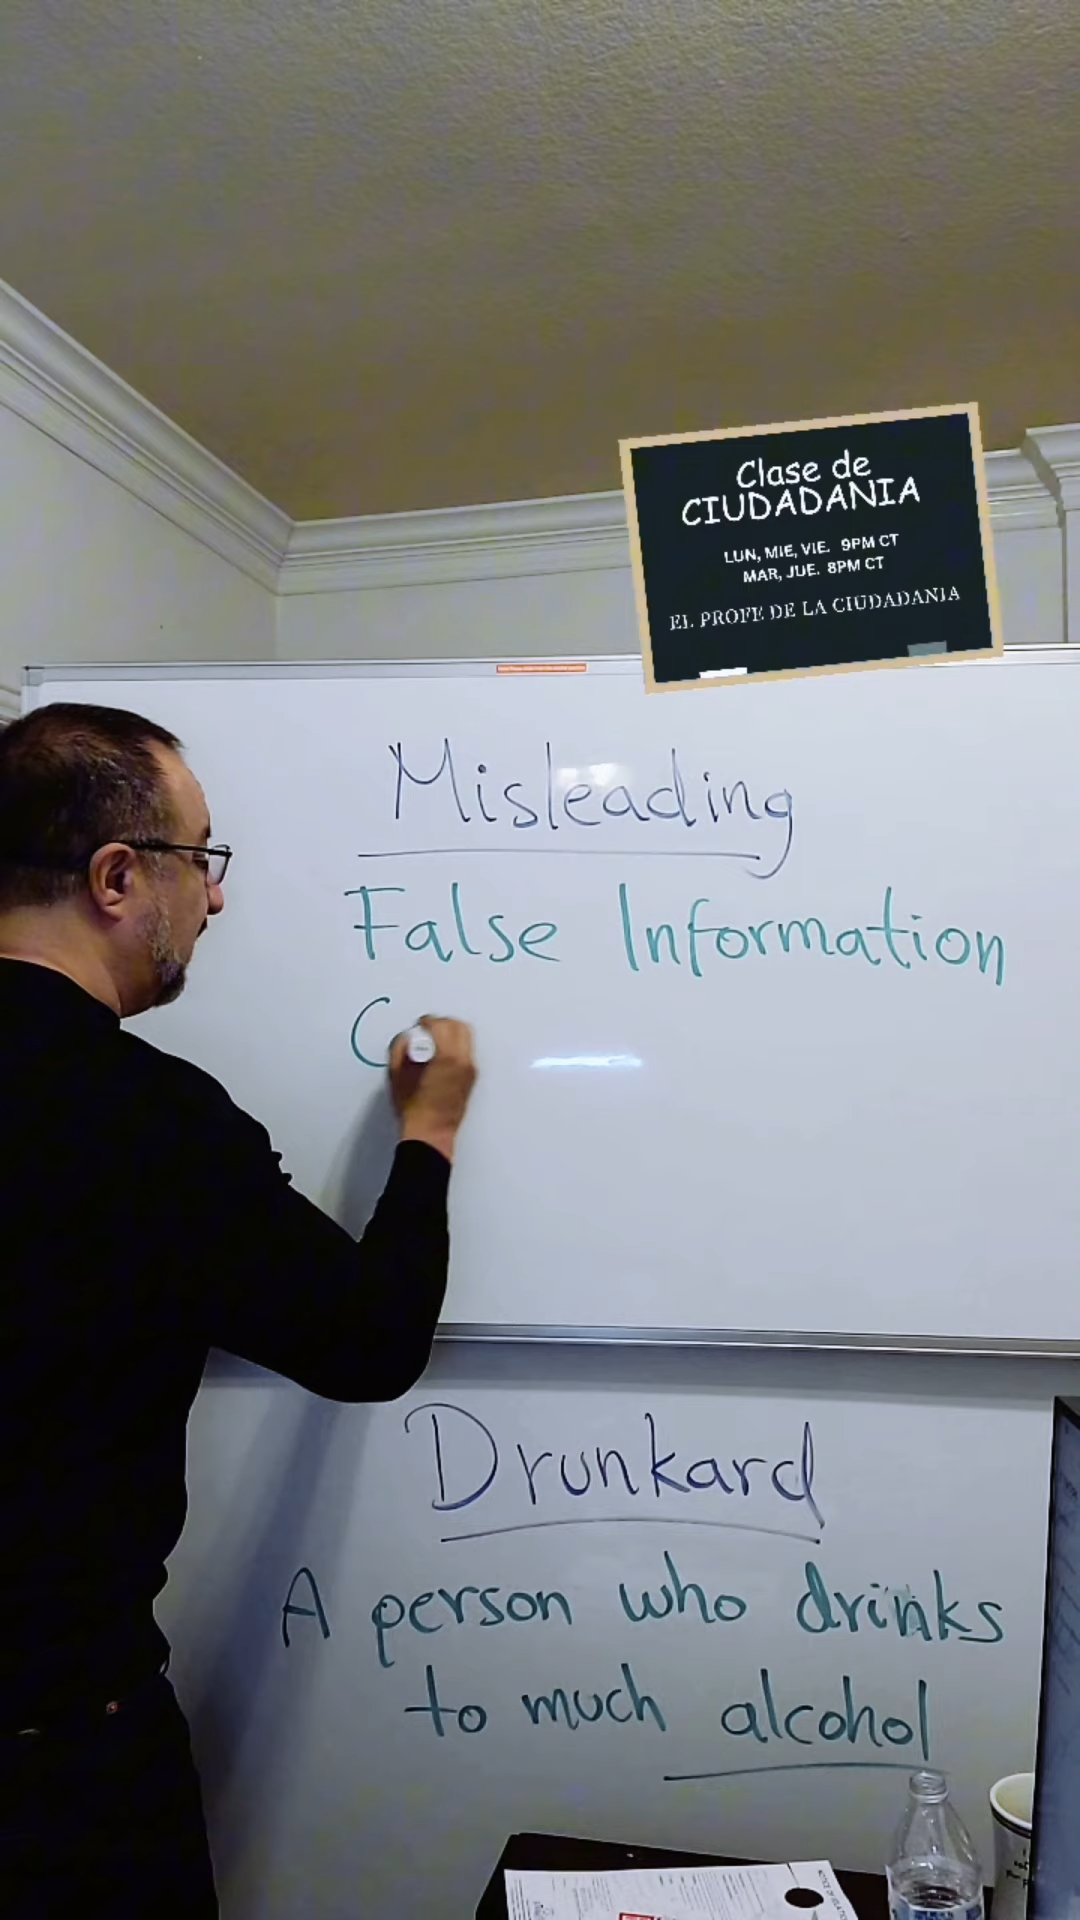 Clase de
CIUDADANIA
LUN, MIE, VIE. 9PM CT
MAR, JUE. 8PM CT
EL PROFE DE LA CIUDADANIA
Misleading
False Information
C
Drunkard
A person who drinks
to much alcohol